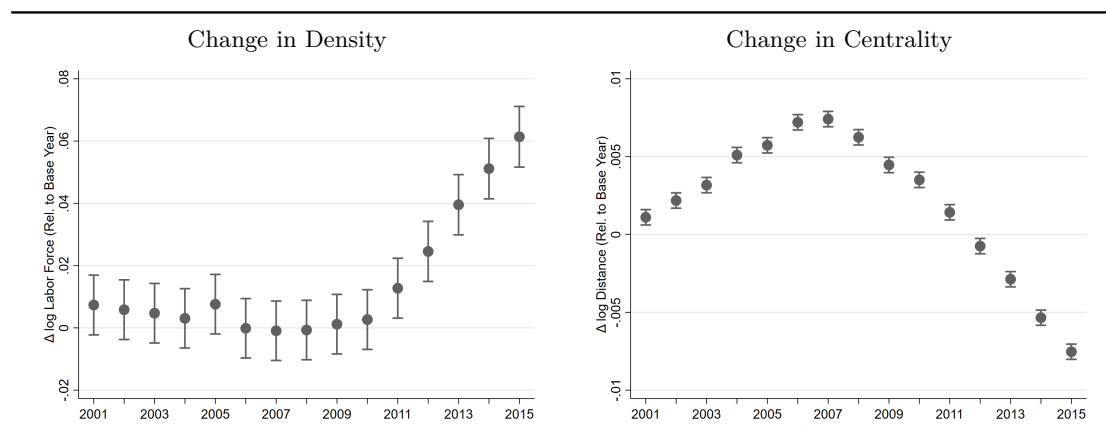 Change in Density
Δ log Labor Force (Rel. to Base Year)
.08
.06
.04
.02
0
-.02
2001 2003 2005 2007 2009 2011 2013 2015
Change in Centrality
Δ log Distance (Rel. to Base Year)
.01
.005
0
-.005
-.01
2001 2003 2005 2007 2009 2011 2013 2015